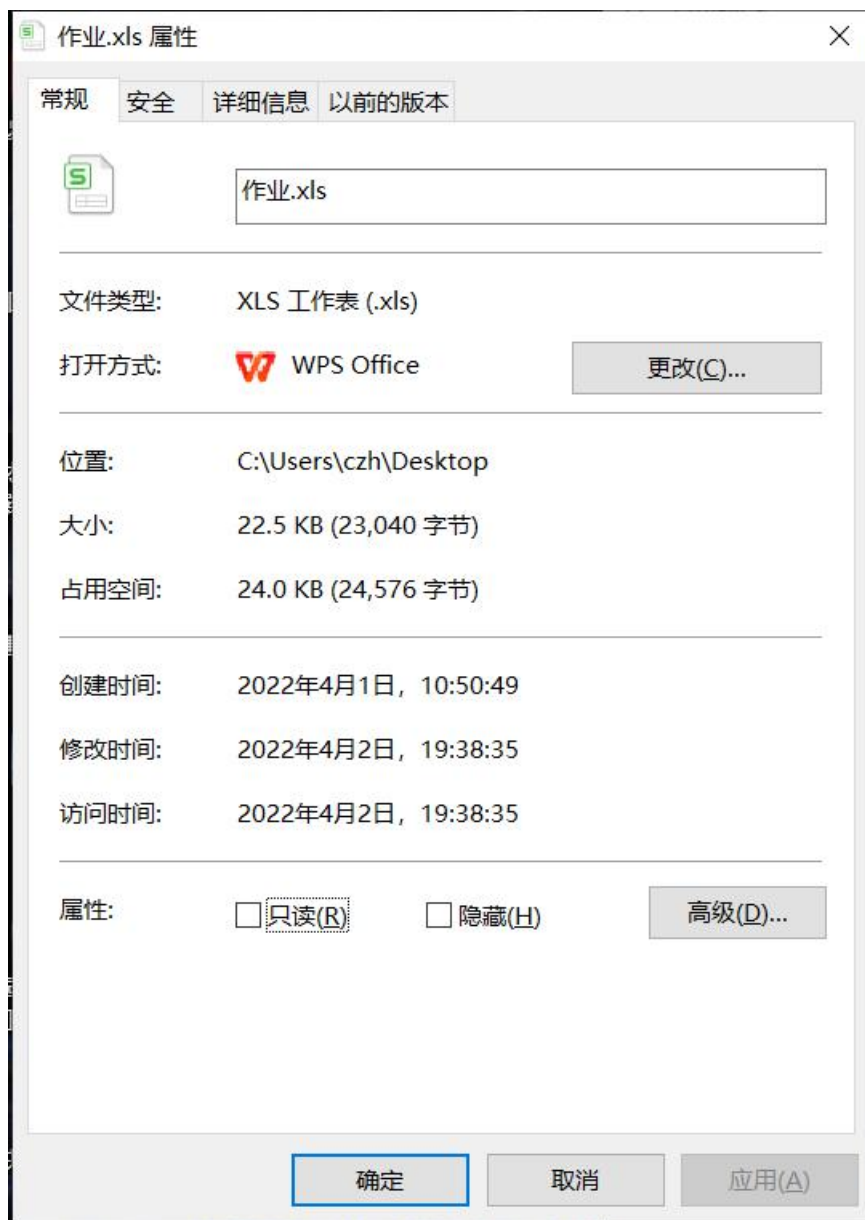 作业.xls 属性
常规 安全 详细信息 以前的版本
作业.xls
文件类型: XLS 工作表 (.xls)
打开方式: WPS Office 更改(C)...
位置: C:\Users\czh\Desktop
大小: 22.5 KB (23,040 字节)
占用空间: 24.0 KB (24,576 字节)
创建时间: 2022年4月1日，10:50:49
修改时间: 2022年4月2日，19:38:35
访问时间: 2022年4月2日，19:38:35
属性: 只读(R) 隐藏(H) 高级(D)...
确定 取消 应用(A)